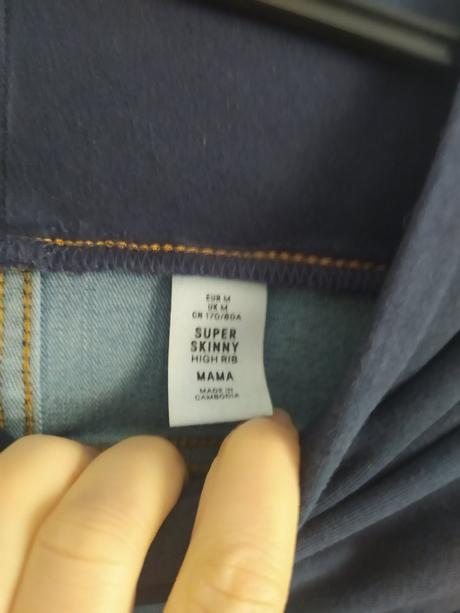 EUR M
UK M
CN 170/80A
SUPER
SKINNY
HIGH RIB
MAMA
MADE IN
CAMBODIA